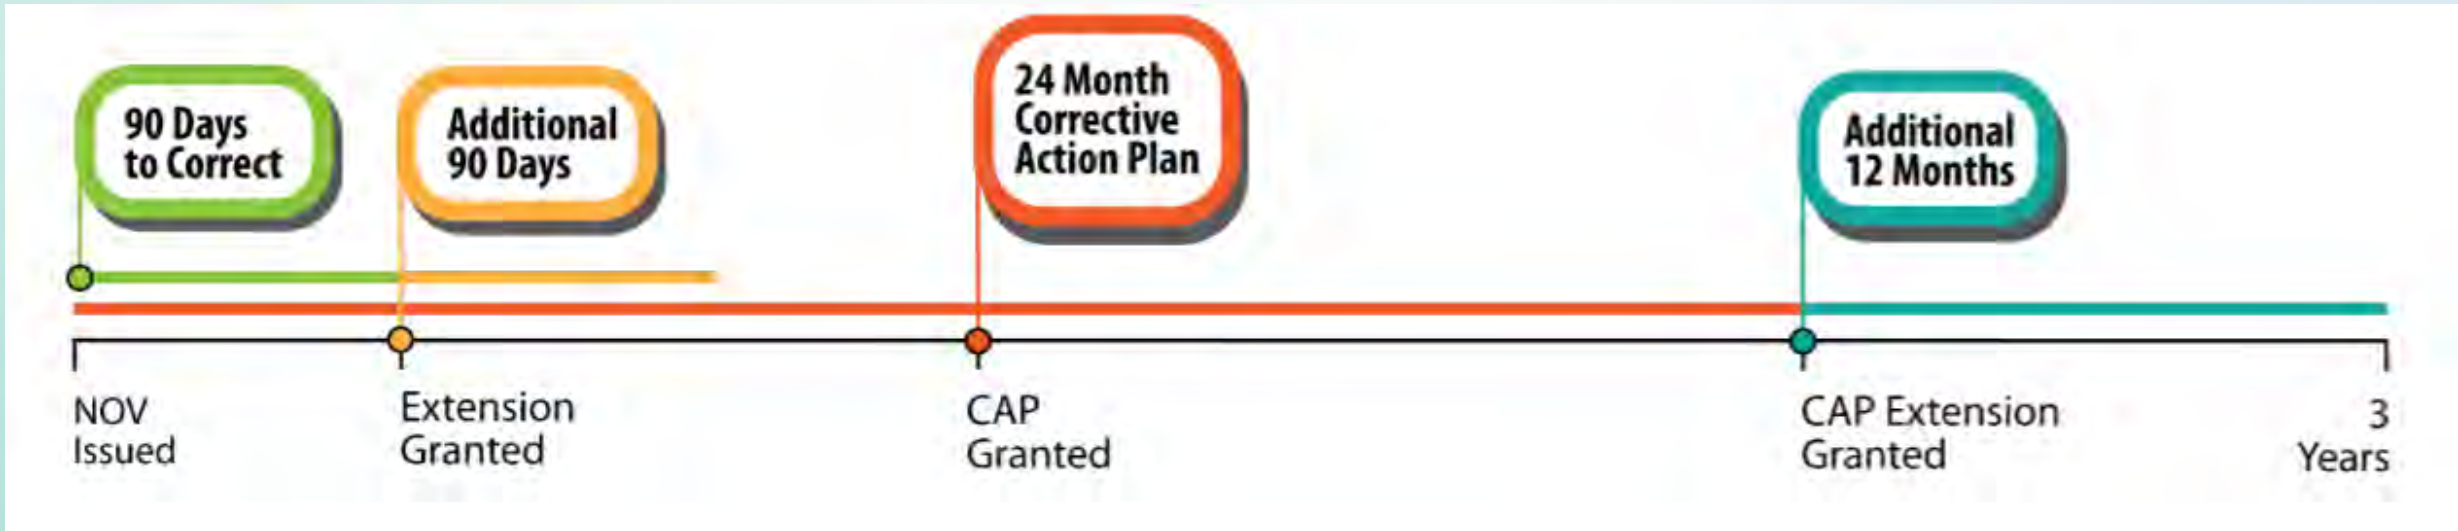 90 Days
to Correct
Additional
90 Days
24 Month
Corrective
Action Plan
Additional
12 Months
NOV
Issued
Extension
Granted
CAP
Granted
CAP Extension
Granted
3
Years